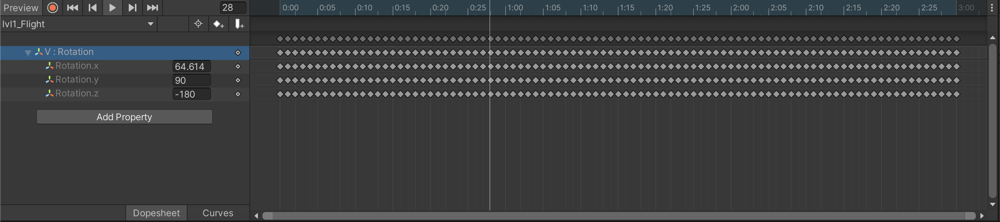 Preview 28 0:00 0:05 0:10 0:15 0:20 0:25 1:00 1:05 1:10 1:15 1:20 1:25 2:00 2:05 2:10 2:15 2:20 2:25 3:00
lvl1_Flight
V : Rotation
Rotation.x 64.614
Rotation.y 90
Rotation.z -180
Add Property
Dopesheet Curves